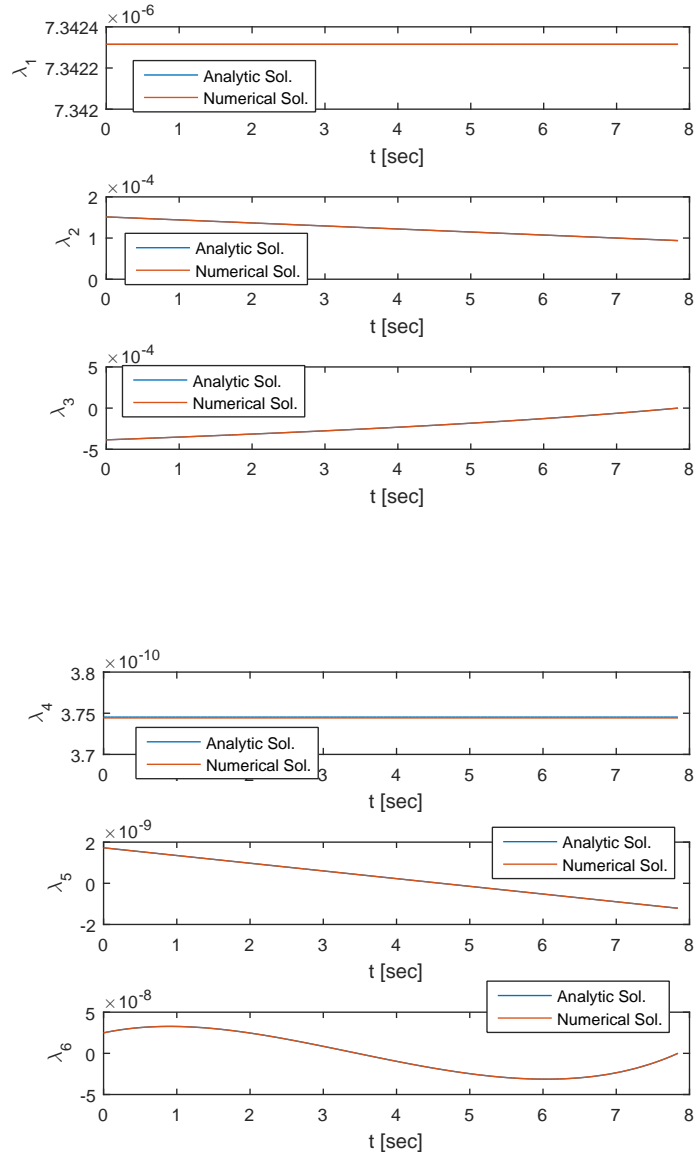 ×10-6
7.3424
7.3422
7.342
λ1
Analytic Sol.
Numerical Sol.
0 1 2 3 4 5 6 7 8
t [sec]
×10-4
2
1
0
λ2
Analytic Sol.
Numerical Sol.
0 1 2 3 4 5 6 7 8
t [sec]
×10-4
5
0
-5
λ3
Analytic Sol.
Numerical Sol.
0 1 2 3 4 5 6 7 8
t [sec]
×10-10
3.8
3.75
3.7
λ4
Analytic Sol.
Numerical Sol.
0 1 2 3 4 5 6 7 8
t [sec]
×10-9
2
0
-2
λ5
Analytic Sol.
Numerical Sol.
0 1 2 3 4 5 6 7 8
t [sec]
×10-8
5
0
-5
λ6
Analytic Sol.
Numerical Sol.
0 1 2 3 4 5 6 7 8
t [sec]